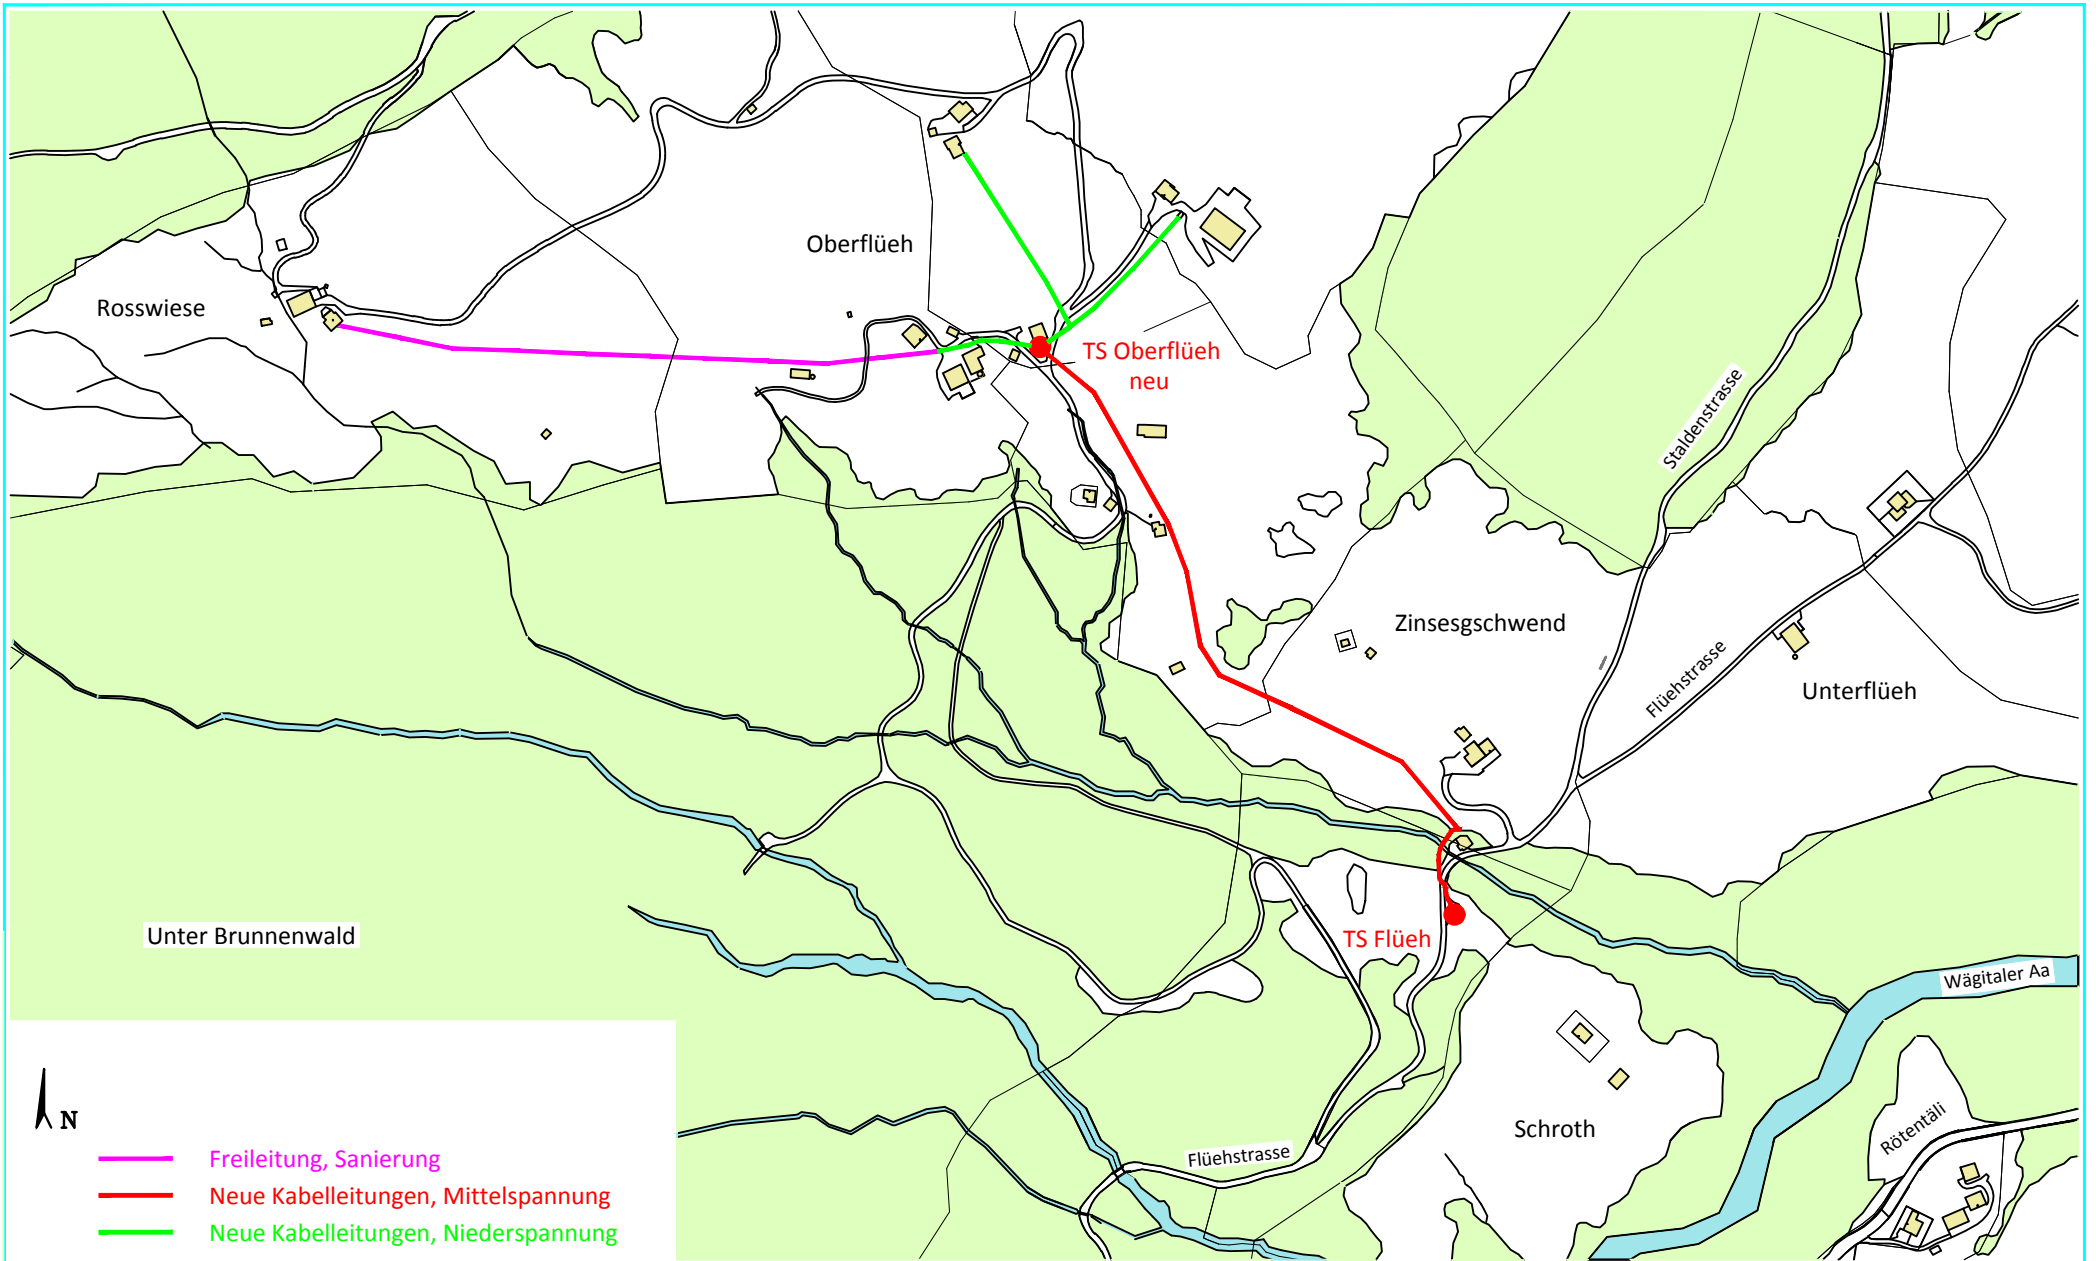 Oberflüeh
Rosswiese
TS Oberflüeh
neu
Staldenstrasse
Zinsesgschwend
Flüehstrasse
Unterflüeh
Unter Brunnenwald
TS Flüeh
Wägitaler Aa
Schroth
Rötentäli
Flüehstrasse
N
Freileitung, Sanierung
Neue Kabelleitungen, Mittelspannung
Neue Kabelleitungen, Niederspannung